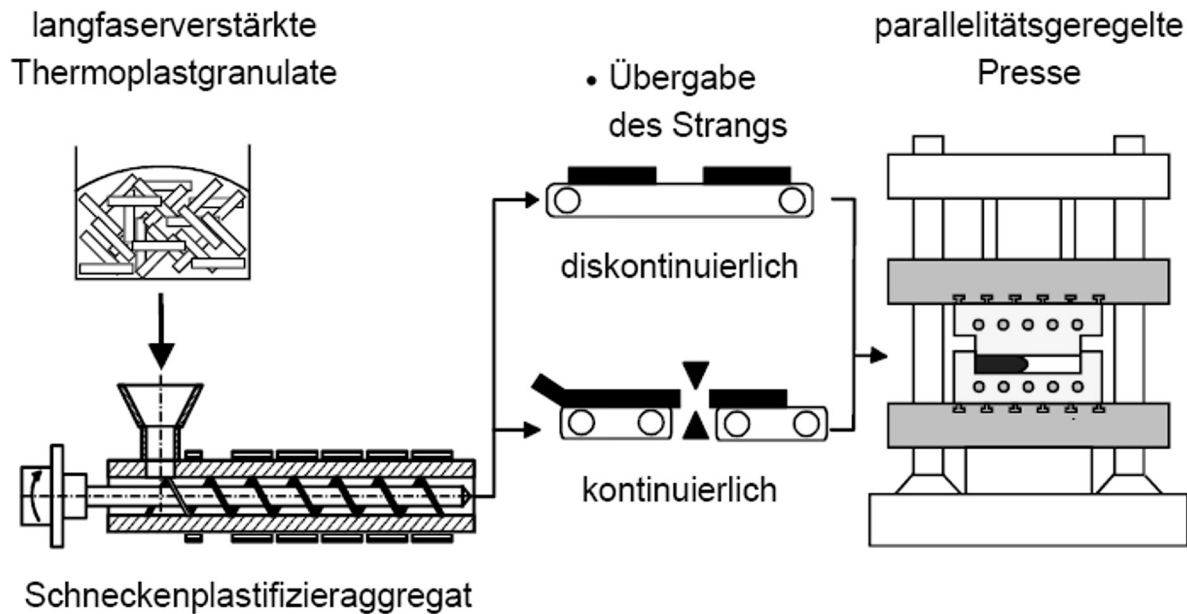 langfaserverstärkte
Thermoplastgranulate
• Übergabe
des Strangs
parallelitätsgeregelte
Presse
diskontinuierlich
kontinuierlich
Schneckenplastifizieraggregat